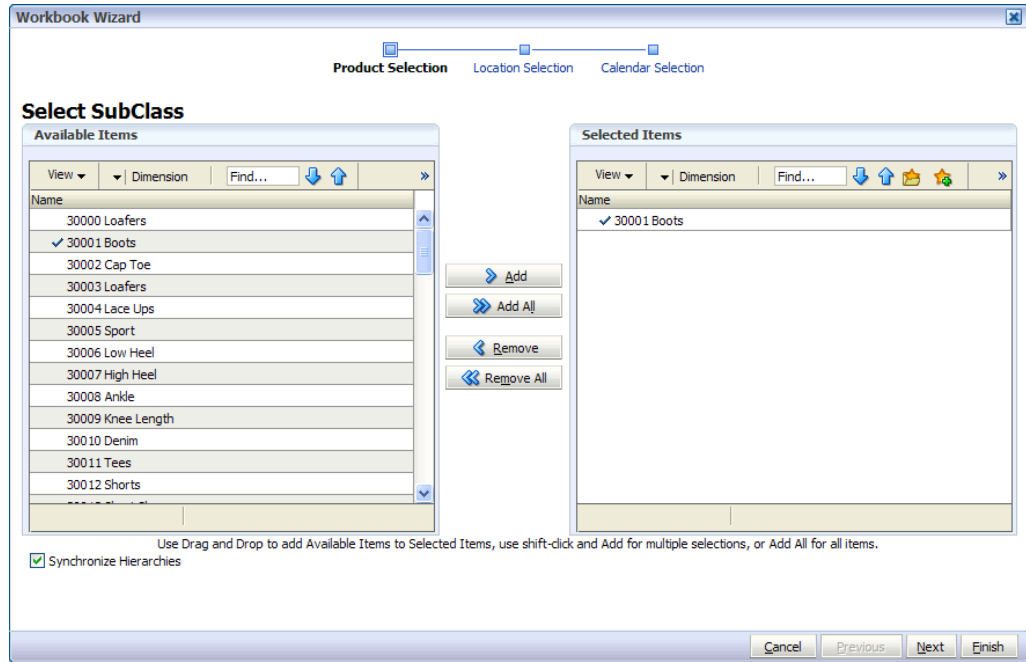 Workbook Wizard
Product Selection Location Selection Calendar Selection
Select SubClass
Available Items
View Dimension Find... »
Name
30000 Loafers
30001 Boots
30002 Cap Toe
30003 Loafers
30004 Lace Ups
30005 Sport
30006 Low Heel
30007 High Heel
30008 Ankle
30009 Knee Length
30010 Denim
30011 Tees
30012 Shorts
Add
Add All
Remove
Remove All
Selected Items
View Dimension Find... »
Name
30001 Boots
Use Drag and Drop to add Available Items to Selected Items, use shift-click and Add for multiple selections, or Add All for all items.
Synchronize Hierarchies
Cancel Previous Next Finish